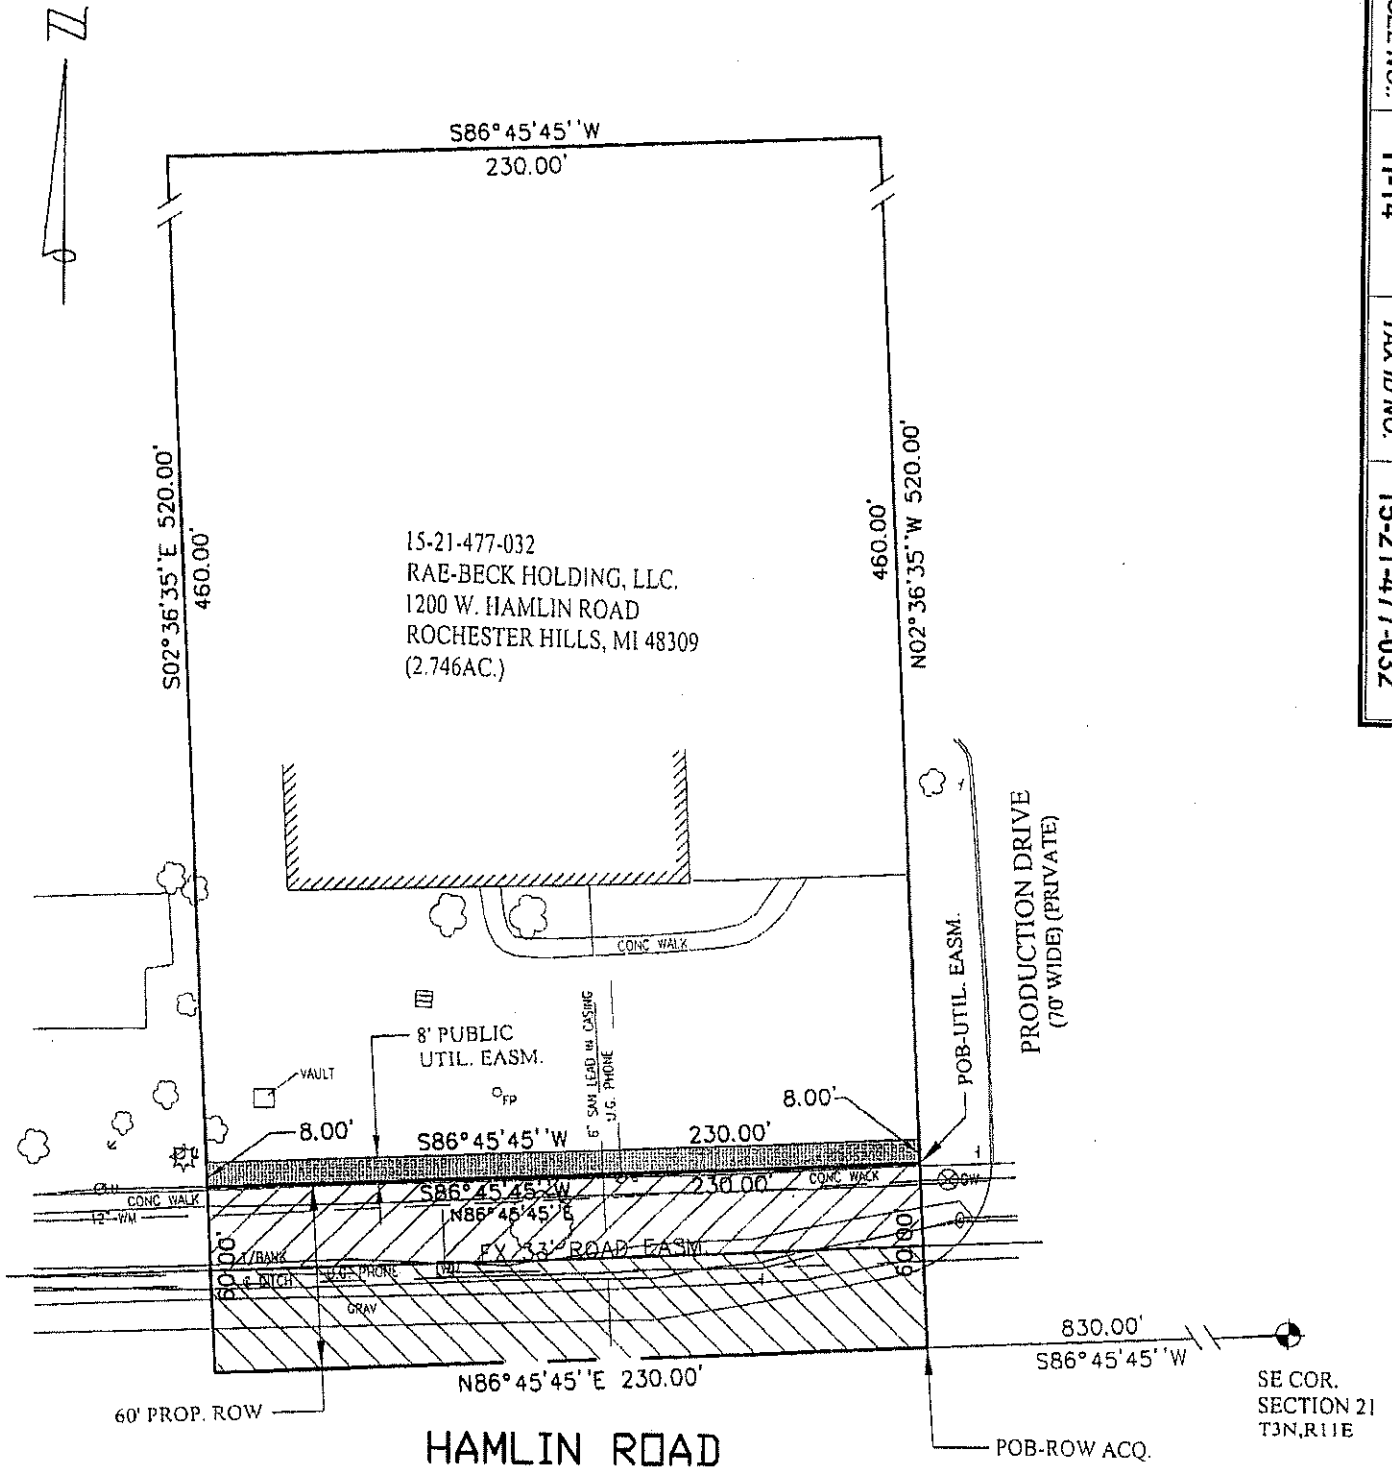 N
S86°45'45''W
230.00'
11-14
TAX ID NO.
15-21-477-032
S02°36'35''E 520.00'
460.00'
460.00'
N02°36'35''W 520.00'
15-21-477-032
RAE-BECK HOLDING, LLC.
1200 W. HAMLIN ROAD
ROCHESTER HILLS, MI 48309
(2.746AC.)
PRODUCTION DRIVE
(70' WIDE) (PRIVATE)
POB-UTIL. EASM.
CONC WALK
8' PUBLIC
UTIL. EASM.
6" SAN LEAD IN CASING
U.G. PHONE
VAULT
FP
8.00'
8.00'
S86°45'45''W 230.00'
CONC WALK
S86°45'45''W 230.00'
CONC WALK
GW
12"-WM
N86°45'45''E
60.00'
T/BANK
EX 33' ROAD EASM.
60.00'
℄ DITCH
U.G. PHONE
GRAV
830.00'
S86°45'45''W
N86°45'45''E 230.00'
SE COR.
SECTION 21
T3N,R11E
60' PROP. ROW
HAMLIN ROAD
POB-ROW ACQ.